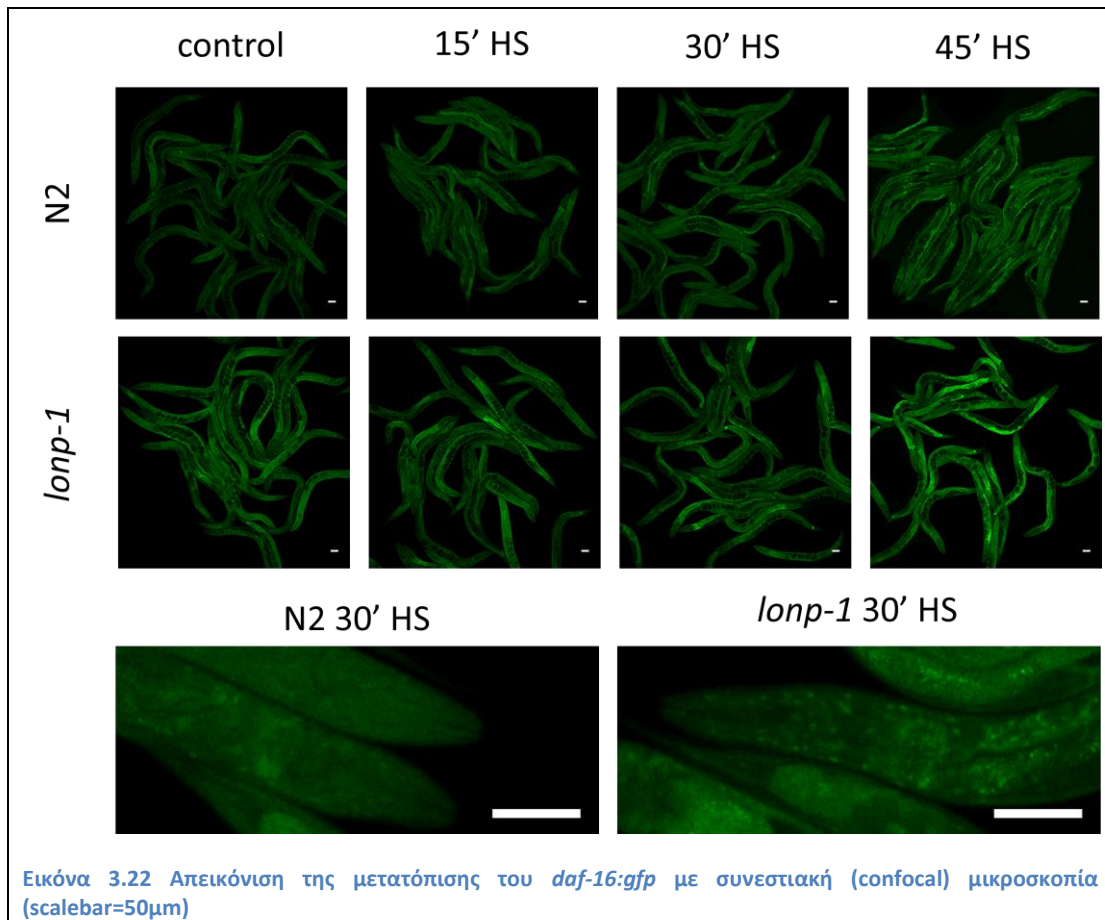 control 15’ HS 30’ HS 45’ HS
N2
lonp-1
N2 30’ HS lonp-1 30’ HS
Εικόνα 3.22 Απεικόνιση της μετατόπισης του daf-16:gfp με συνεστιακή (confocal) μικροσκοπία
(scalebar=50μm)